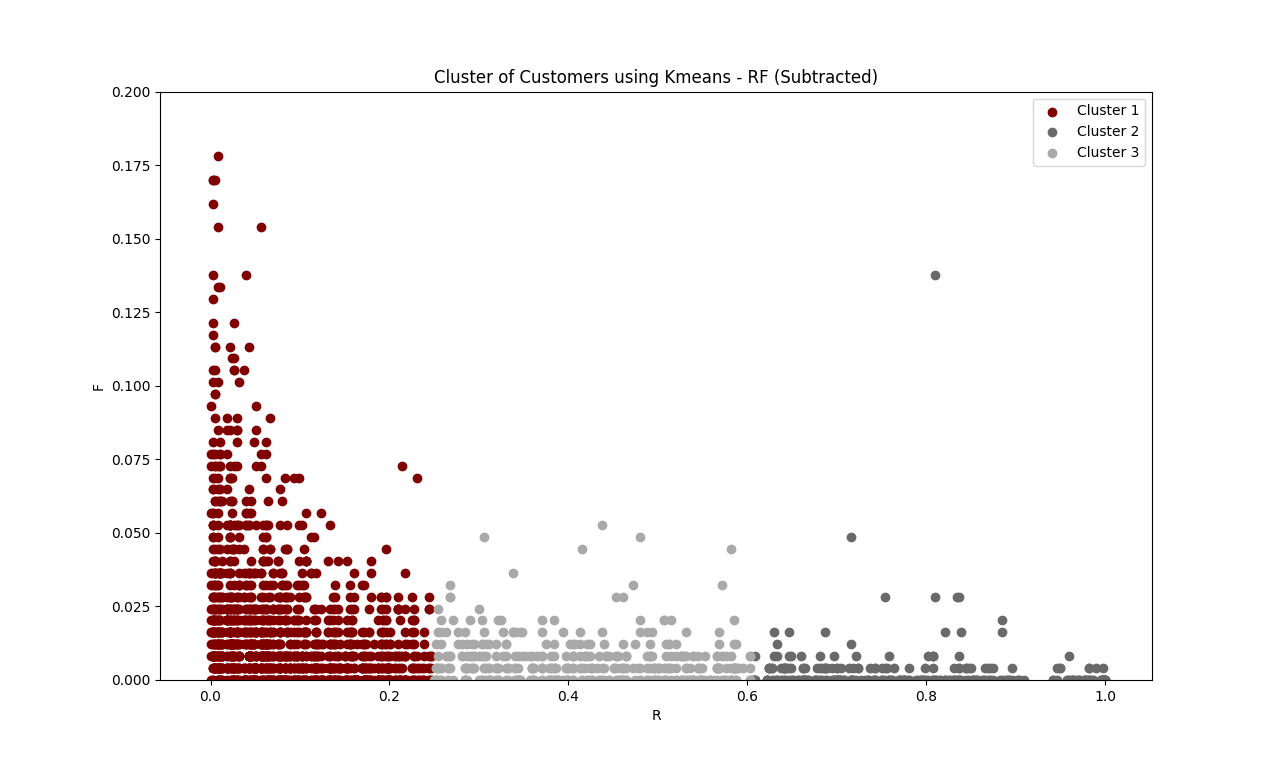 Cluster of Customers using Kmeans - RF (Subtracted)
Cluster 1
Cluster 2
Cluster 3
0.200
0.175
0.150
0.125
0.100
0.075
0.050
0.025
0.000
F
0.0 0.2 0.4 0.6 0.8 1.0
R